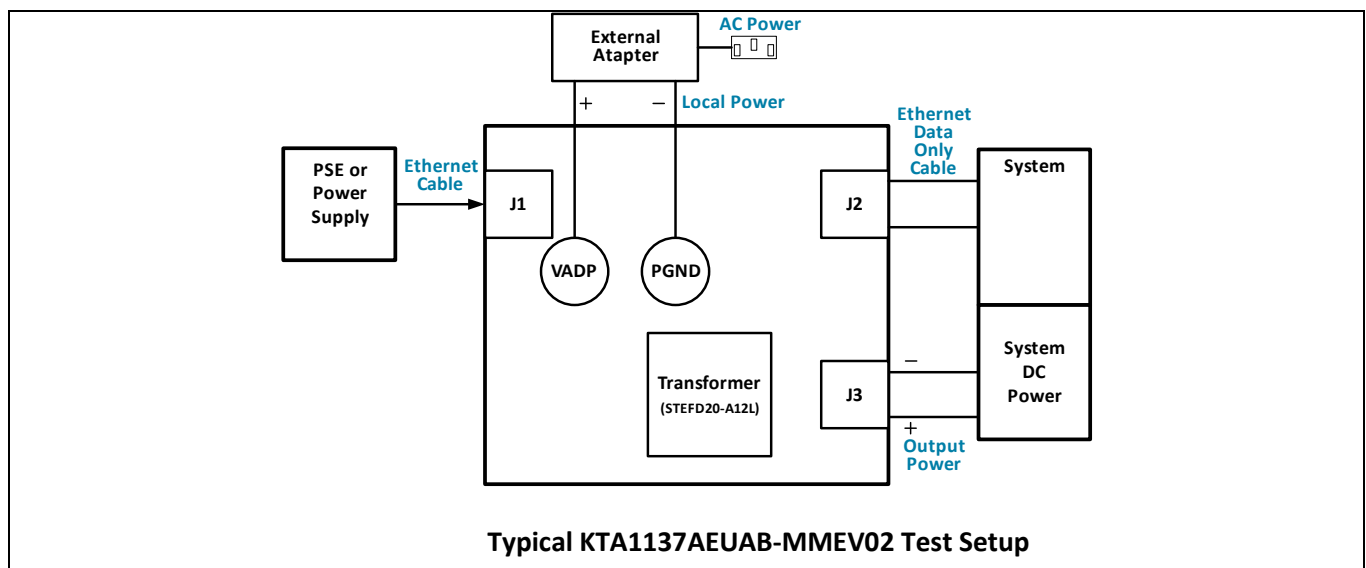 External
Atapter
AC Power
+
−
Local Power
PSE or
Power
Supply
Ethernet
Cable
J1
VADP
PGND
Ethernet
Data
Only
Cable
J2
System
Transformer
(STEFD20-A12L)
J3
−
+
Output
Power
System
DC
Power
Typical KTA1137AEUAB-MMEV02 Test Setup